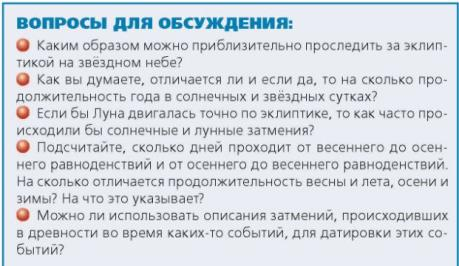 ВОПРОСЫ ДЛЯ ОБСУЖДЕНИЯ:
Каким образом можно приблизительно проследить за эклип-
тикой на звёздном небе?
Как вы думаете, отличается ли и если да, то на сколько про-
должительность года в солнечных и звёздных сутках?
Если бы Луна двигалась точно по эклиптике, то как часто про-
исходили бы солнечные и лунные затмения?
Подсчитайте, сколько дней проходит от весеннего до осен-
него равноденствий и от осеннего до весеннего равноденствий.
На сколько отличается продолжительность весны и лета, осени и
зимы? На что это указывает?
Можно ли использовать описания затмений, происходивших
в древности во время каких-то событий, для датировки этих со-
бытий?